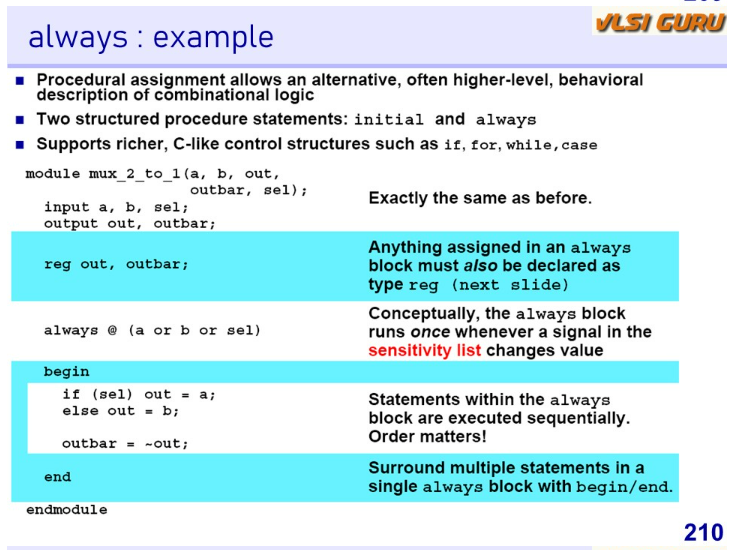 VLSI GURU
always : example
Procedural assignment allows an alternative, often higher-level, behavioral
description of combinational logic
Two structured procedure statements: initial and always
Supports richer, C-like control structures such as if, for, while,case
module mux_2_to_1(a, b, out,
outbar, sel);
Exactly the same as before.
input a, b, sel;
output out, outbar;
reg out, outbar;
Anything assigned in an always
block must also be declared as
type reg (next slide)
always @ (a or b or sel)
Conceptually, the always block
runs once whenever a signal in the
sensitivity list changes value
begin
if (sel) out = a;
else out = b;
outbar = ~out;
Statements within the always
block are executed sequentially.
Order matters!
end
Surround multiple statements in a
single always block with begin/end.
endmodule
210